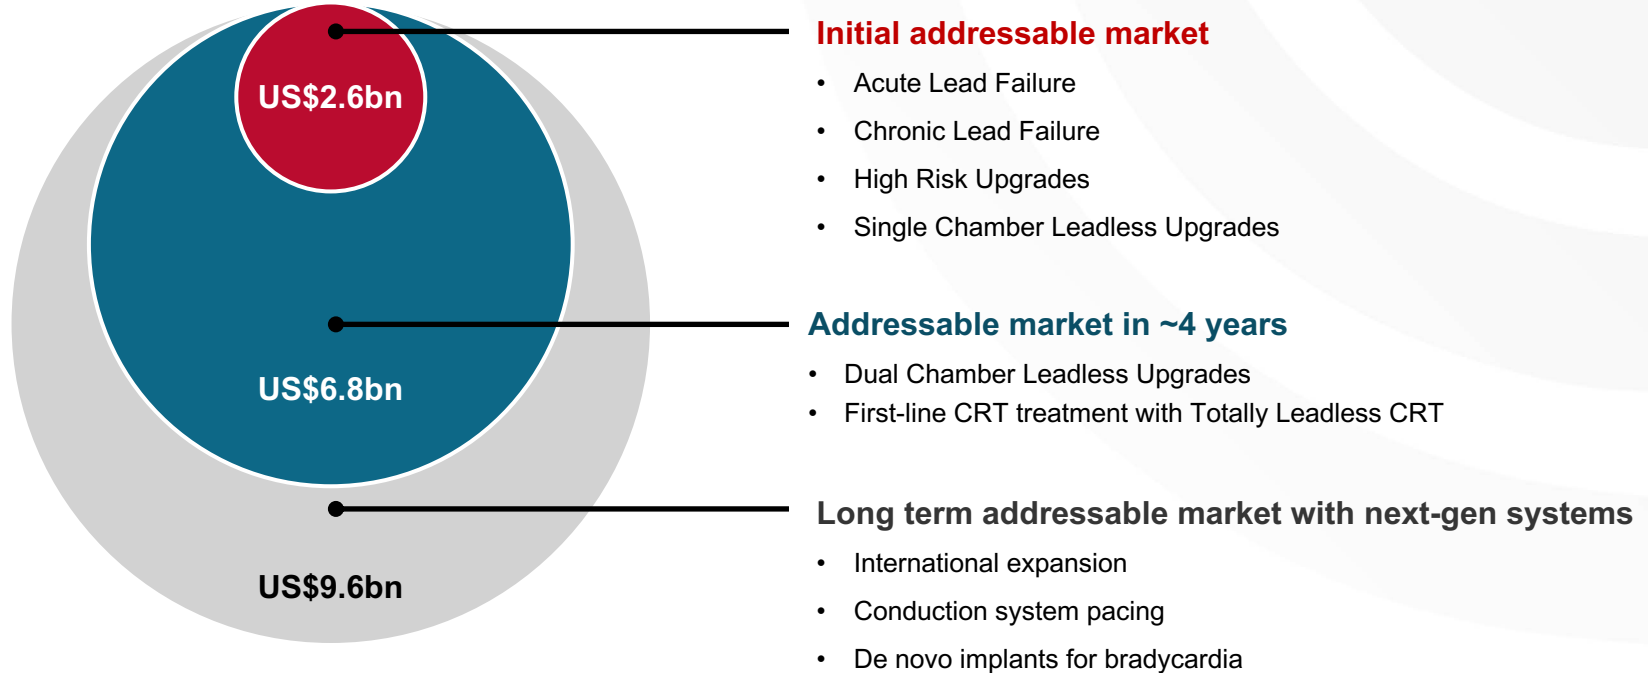 US$2.6bn
US$6.8bn
US$9.6bn
Initial addressable market
• Acute Lead Failure
• Chronic Lead Failure
• High Risk Upgrades
• Single Chamber Leadless Upgrades
Addressable market in ~4 years
• Dual Chamber Leadless Upgrades
• First-line CRT treatment with Totally Leadless CRT
Long term addressable market with next-gen systems
• International expansion
• Conduction system pacing
• De novo implants for bradycardia